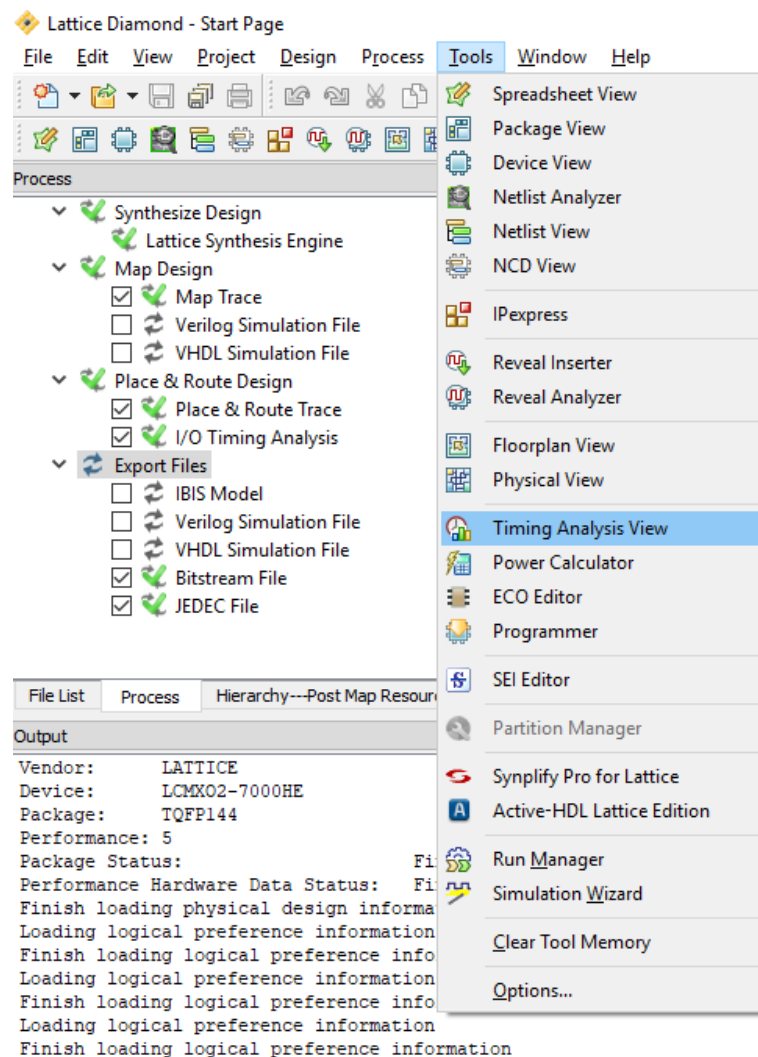 Lattice Diamond - Start Page
File Edit View Project Design Process Tools Window Help
Process
Synthesize Design
Lattice Synthesis Engine
Map Design
Map Trace
Verilog Simulation File
VHDL Simulation File
Place & Route Design
Place & Route Trace
I/O Timing Analysis
Export Files
IBIS Model
Verilog Simulation File
VHDL Simulation File
Bitstream File
JEDEC File
Spreadsheet View
Package View
Device View
Netlist Analyzer
Netlist View
NCD View
IPexpress
Reveal Inserter
Reveal Analyzer
Floorplan View
Physical View
Timing Analysis View
Power Calculator
ECO Editor
Programmer
SEI Editor
Partition Manager
Synplify Pro for Lattice
Active-HDL Lattice Edition
Run Manager
Simulation Wizard
Clear Tool Memory
Options...
File List Process Hierarchy---Post Map Resour
Output
Vendor: LATTICE
Device: LCMXO2-7000HE
Package: TQFP144
Performance: 5
Package Status: Fi
Performance Hardware Data Status: Fi
Finish loading physical design informa
Loading logical preference information
Finish loading logical preference info
Loading logical preference information
Finish loading logical preference info
Loading logical preference information
Finish loading logical preference information